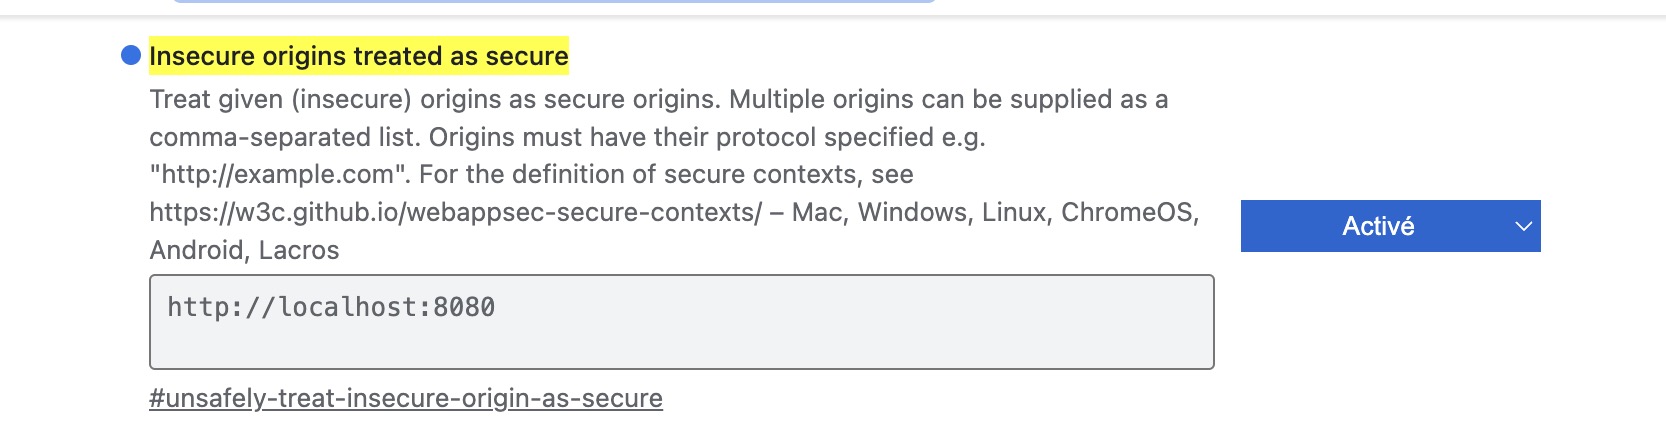 Insecure origins treated as secure
Treat given (insecure) origins as secure origins. Multiple origins can be supplied as a
comma-separated list. Origins must have their protocol specified e.g.
"http://example.com". For the definition of secure contexts, see
https://w3c.github.io/webappsec-secure-contexts/ – Mac, Windows, Linux, ChromeOS,
Android, Lacros
Activé
http://localhost:8080
#unsafely-treat-insecure-origin-as-secure